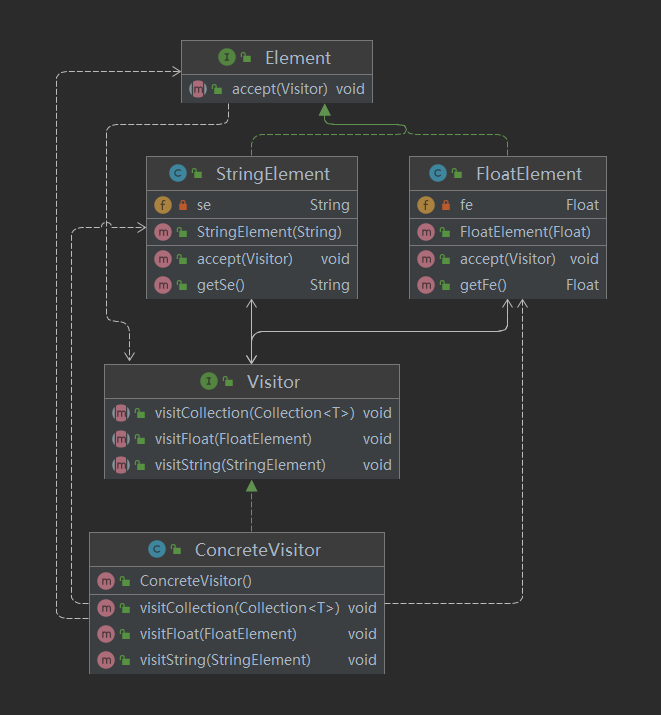 Element
accept(Visitor) void
StringElement
se String
StringElement(String)
accept(Visitor) void
getSe() String
FloatElement
fe Float
FloatElement(Float)
accept(Visitor) void
getFe() Float
Visitor
visitCollection(Collection<T>) void
visitFloat(FloatElement) void
visitString(StringElement) void
ConcreteVisitor
ConcreteVisitor()
visitCollection(Collection<T>) void
visitFloat(FloatElement) void
visitString(StringElement) void